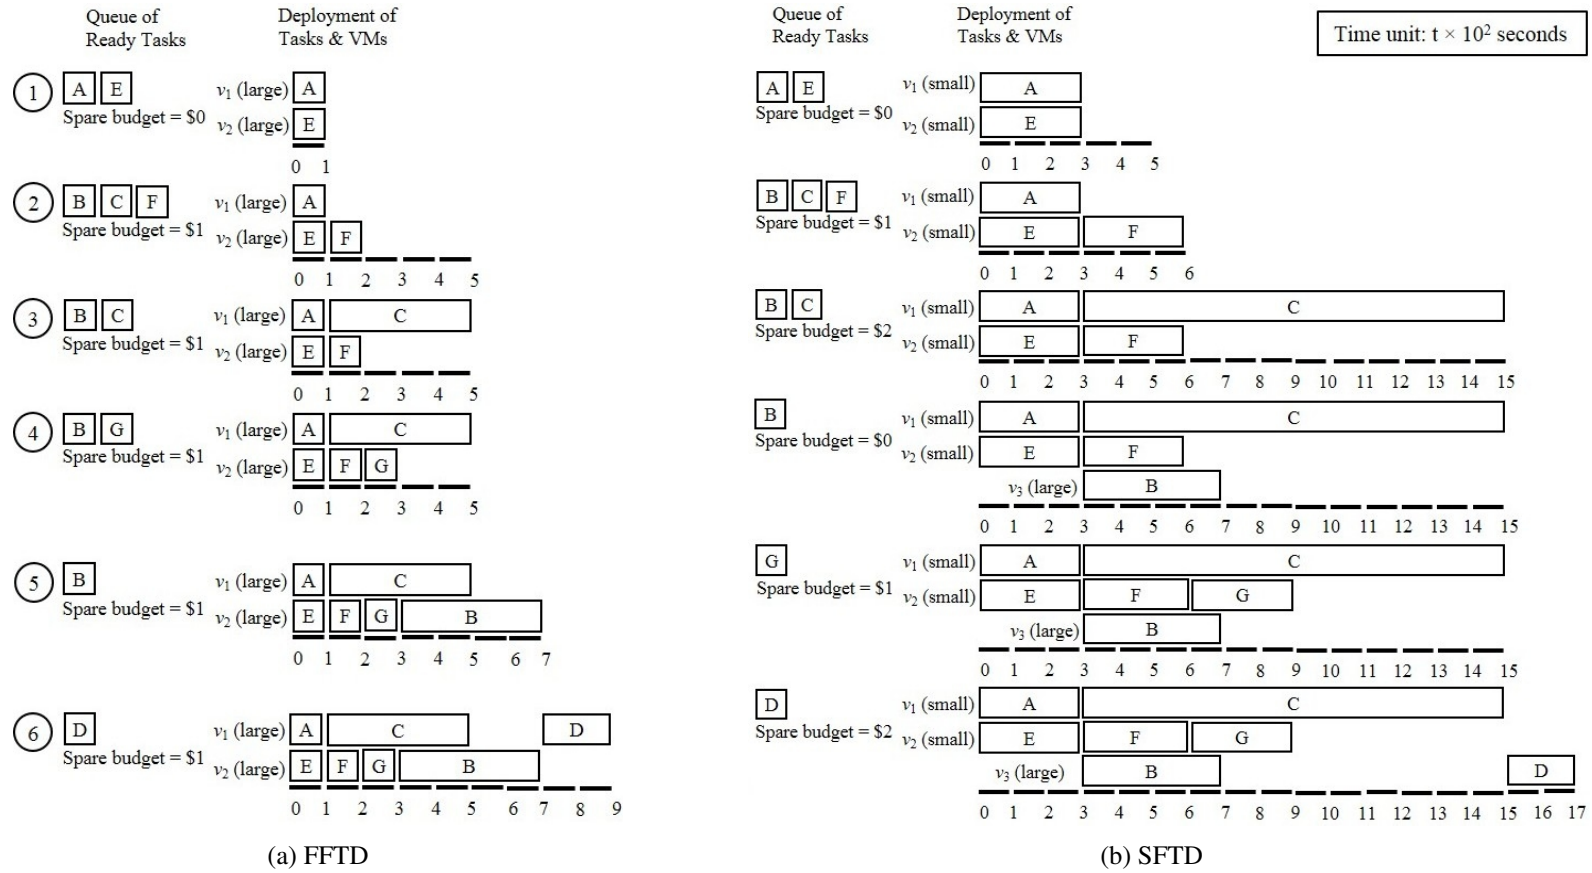 Queue of
Ready Tasks
Deployment of
Tasks & VMs
1
A E
Spare budget = $0
v1 (large) A
v2 (large) E
0 1
2
B C F
Spare budget = $1
v1 (large) A
v2 (large) E F
0 1 2 3 4 5
3
B C
Spare budget = $1
v1 (large) A C
v2 (large) E F
0 1 2 3 4 5
4
B G
Spare budget = $1
v1 (large) A C
v2 (large) E F G
0 1 2 3 4 5
5
B
Spare budget = $1
v1 (large) A C
v2 (large) E F G B
0 1 2 3 4 5 6 7
6
D
Spare budget = $1
v1 (large) A C D
v2 (large) E F G B
0 1 2 3 4 5 6 7 8 9
(a) FFTD
Queue of
Ready Tasks
Deployment of
Tasks & VMs
Time unit: t × 10² seconds
A E
Spare budget = $0
v1 (small) A
v2 (small) E
0 1 2 3 4 5
B C F
Spare budget = $1
v1 (small) A
v2 (small) E F
0 1 2 3 4 5 6
B C
Spare budget = $2
v1 (small) A C
v2 (small) E F
0 1 2 3 4 5 6 7 8 9 10 11 12 13 14 15
B
Spare budget = $0
v1 (small) A C
v2 (small) E F
v3 (large) B
0 1 2 3 4 5 6 7 8 9 10 11 12 13 14 15
G
Spare budget = $1
v1 (small) A C
v2 (small) E F G
v3 (large) B
0 1 2 3 4 5 6 7 8 9 10 11 12 13 14 15
D
Spare budget = $2
v1 (small) A C
v2 (small) E F G
v3 (large) B D
0 1 2 3 4 5 6 7 8 9 10 11 12 13 14 15 16 17
(b) SFTD